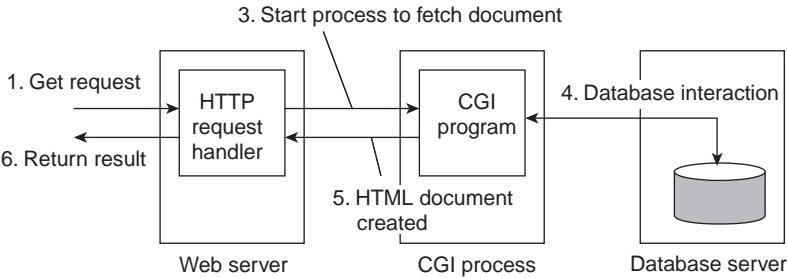 3. Start process to fetch document
1. Get request
HTTP
request
handler
CGI
program
4. Database interaction
6. Return result
5. HTML document
created
Web server
CGI process
Database server